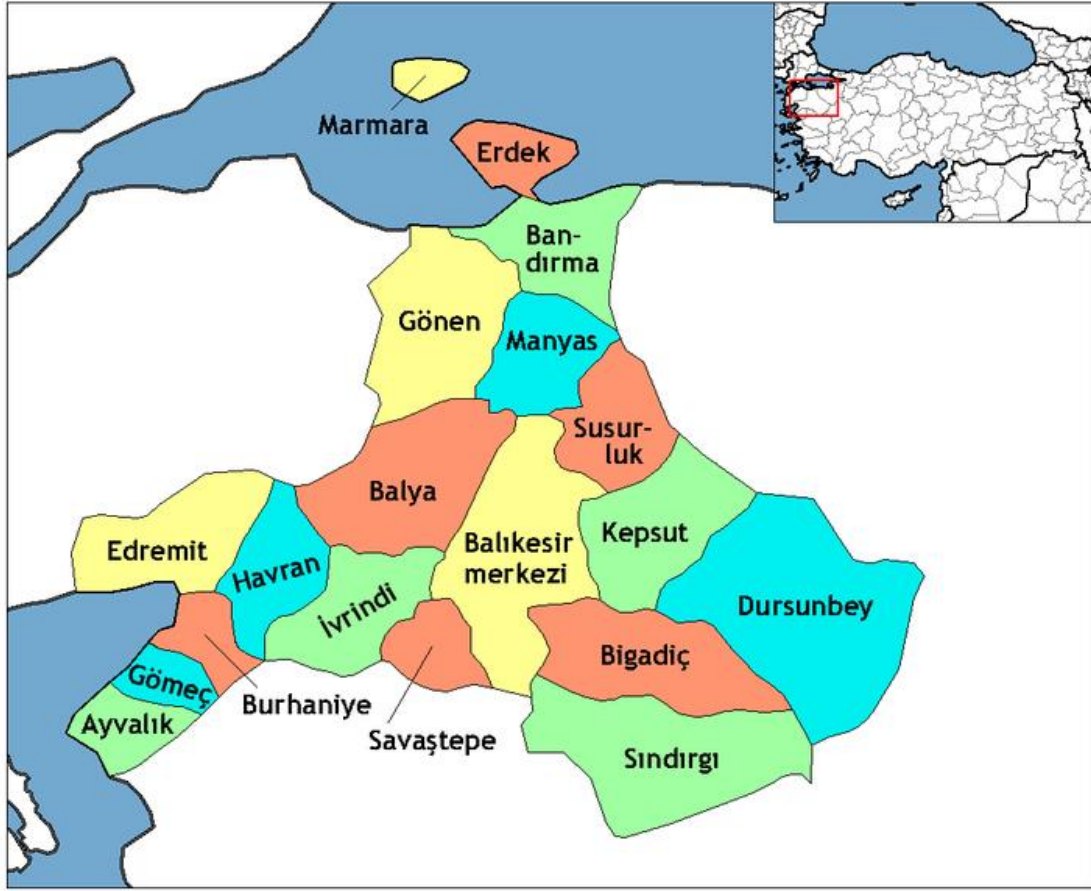 Marmara
Erdek
Ban-
dırma
Gönen
Manyas
Susur-
luk
Balya
Kepsut
Edremit
Havran
Balıkesir
merkezi
İvrindi
Dursunbey
Bigadiç
Gömeç
Burhaniye
Ayvalık
Savaştepe
Sındırgı